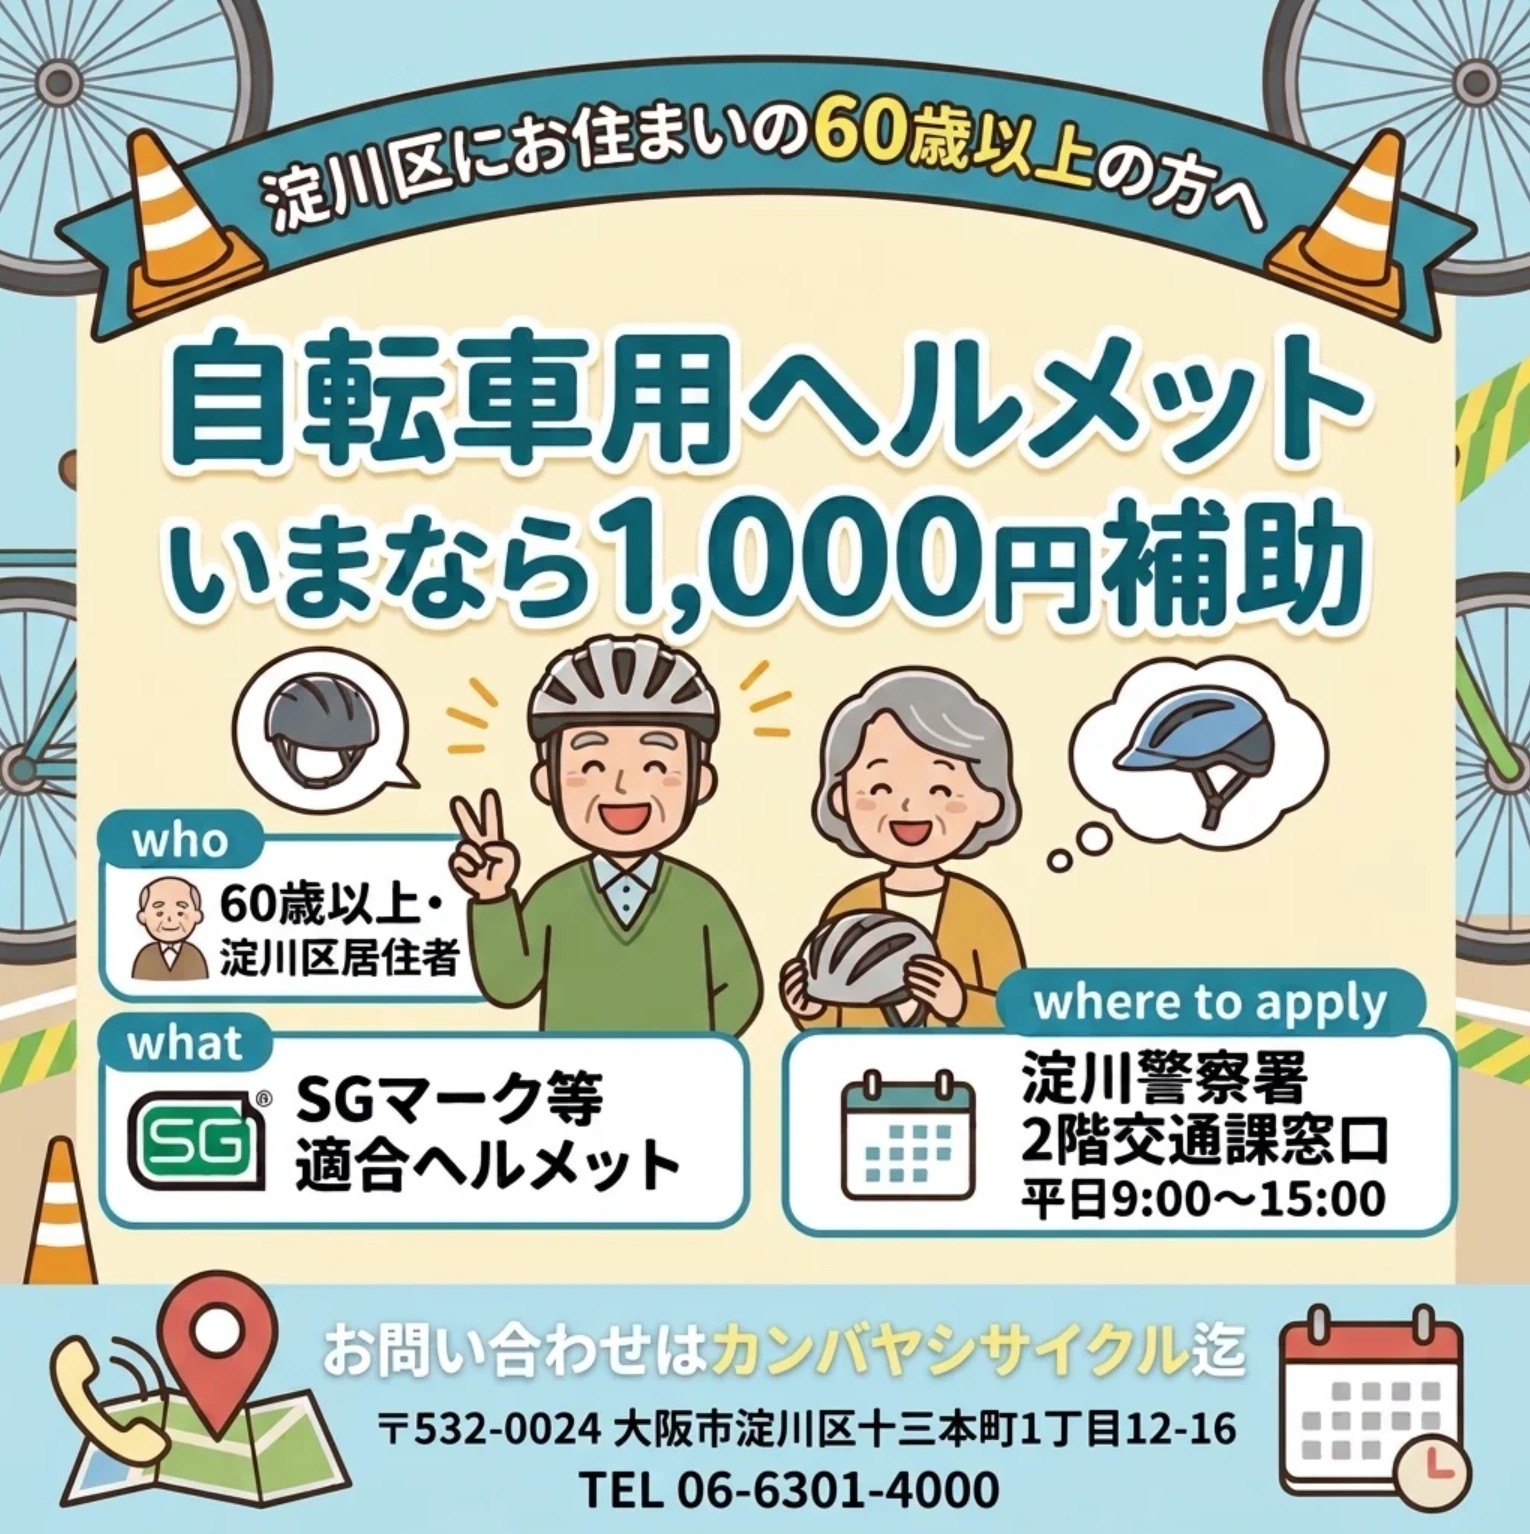 淀川区にお住まいの60歳以上の方へ
自転車用ヘルメット
いまなら1,000円補助
who
60歳以上・
淀川区居住者
what
SG®
SGマーク等
適合ヘルメット
where to apply
淀川警察署
2階交通課窓口
平日9:00〜15:00
お問い合わせはカンバヤシサイクル迄
〒532-0024 大阪市淀川区十三本町1丁目12-16
TEL 06-6301-4000